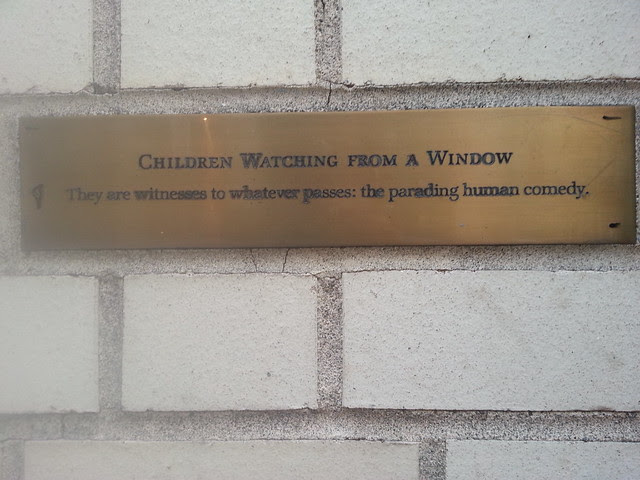 Children Watching from a Window
They are witnesses to whatever passes: the parading human comedy.